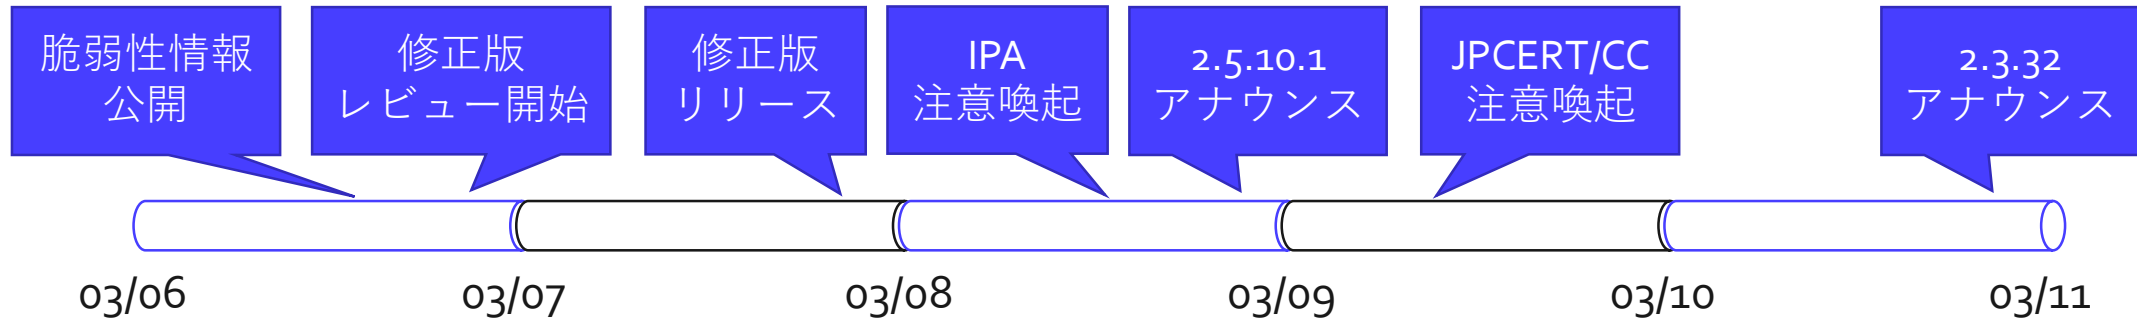 脆弱性情報
公開
修正版
レビュー開始
修正版
リリース
IPA
注意喚起
2.5.10.1
アナウンス
JPCERT/CC
注意喚起
2.3.32
アナウンス
03/06
03/07
03/08
03/09
03/10
03/11